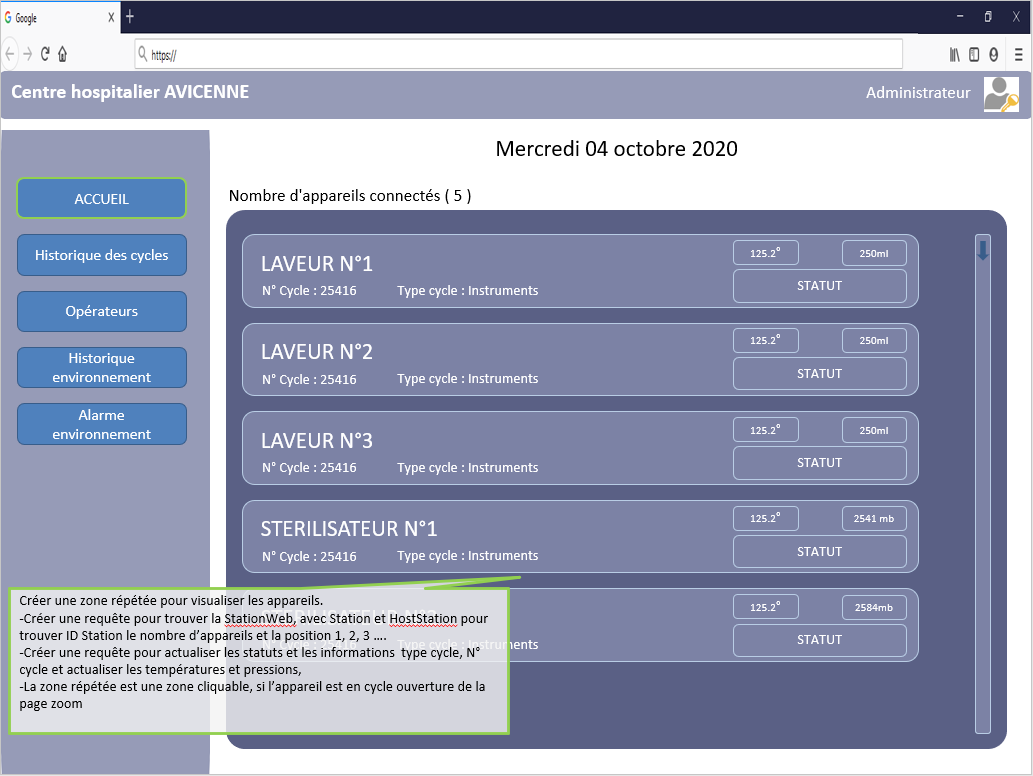 Google
https://
Centre hospitalier AVICENNE
Administrateur
Mercredi 04 octobre 2020
ACCUEIL
Historique des cycles
Opérateurs
Historique
environnement
Alarme
environnement
Nombre d'appareils connectés ( 5 )
LAVEUR N°1
N° Cycle : 25416 Type cycle : Instruments
125.2° 250ml
STATUT
LAVEUR N°2
N° Cycle : 25416 Type cycle : Instruments
125.2° 250ml
STATUT
LAVEUR N°3
N° Cycle : 25416 Type cycle : Instruments
125.2° 250ml
STATUT
STERILISATEUR N°1
N° Cycle : 25416 Type cycle : Instruments
125.2° 2541 mb
STATUT
STERILISATEUR N°2
N° Cycle : 25416 Type cycle : Instruments
125.2° 2584mb
STATUT
Créer une zone répétée pour visualiser les appareils.
-Créer une requête pour trouver la StationWeb, avec Station et HostStation pour
trouver ID Station le nombre d'appareils et la position 1, 2, 3 ....
-Créer une requête pour actualiser les statuts et les informations type cycle, N°
cycle et actualiser les températures et pressions,
-La zone répétée est une zone cliquable, si l'appareil est en cycle ouverture de la
page zoom